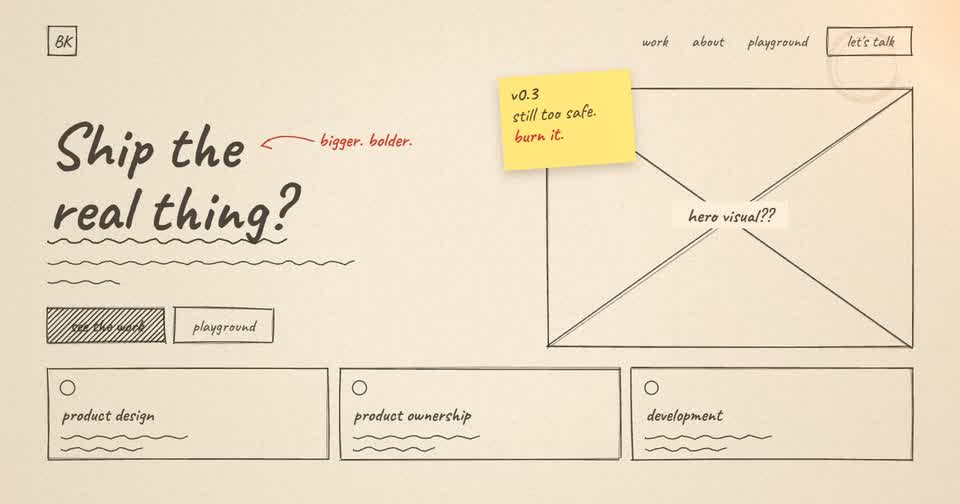 BK
work about playground let's talk
v0.3
still too safe.
burn it.
Ship the
real thing?
bigger. bolder.
hero visual??
see the work
playground
product design
product ownership
development